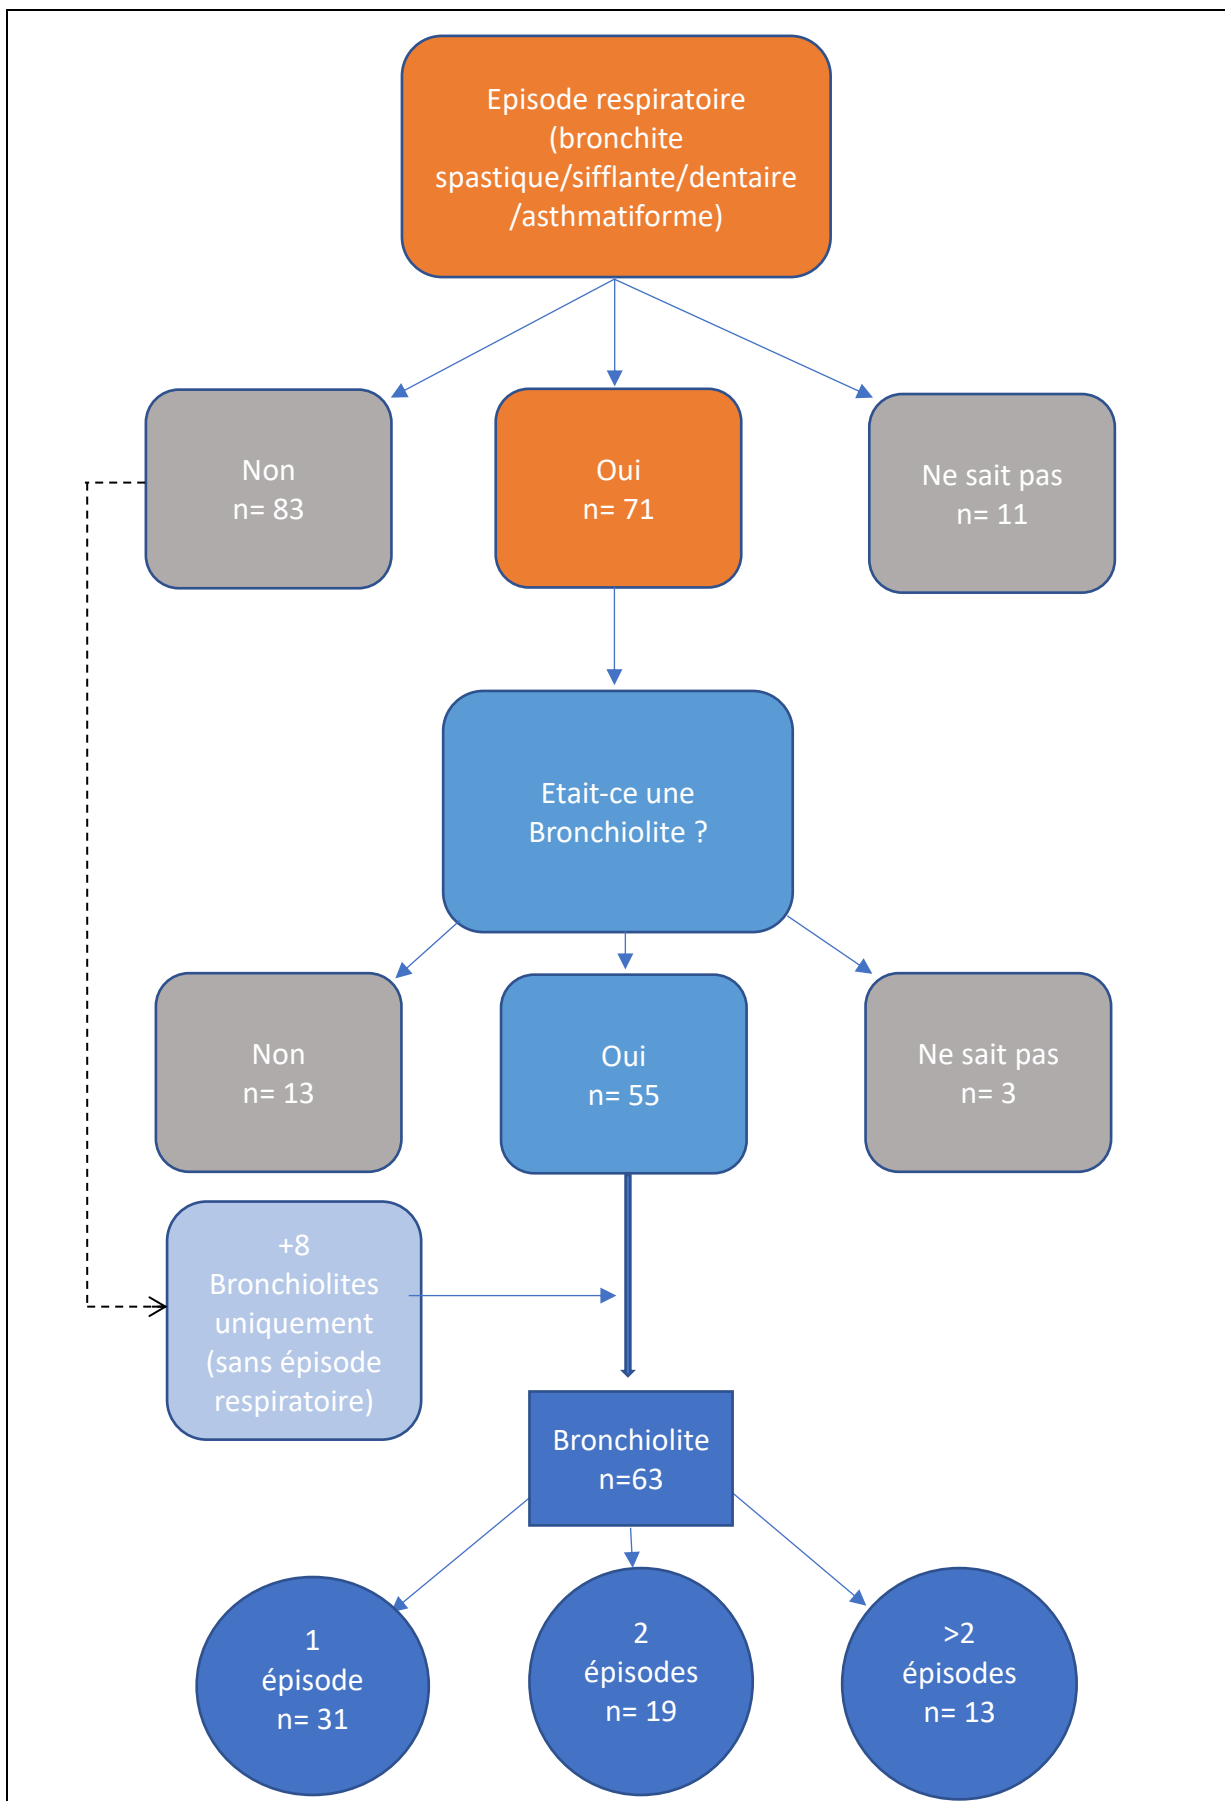 Episode respiratoire
(bronchite
spastique/sifflante/dentaire
/asthmatiforme)
Non
n= 83
Oui
n= 71
Ne sait pas
n= 11
Etait-ce une
Bronchiolite ?
Non
n= 13
Oui
n= 55
Ne sait pas
n= 3
+8
Bronchiolites
uniquement
(sans épisode
respiratoire)
Bronchiolite
n=63
1
épisode
n= 31
2
épisodes
n= 19
>2
épisodes
n= 13